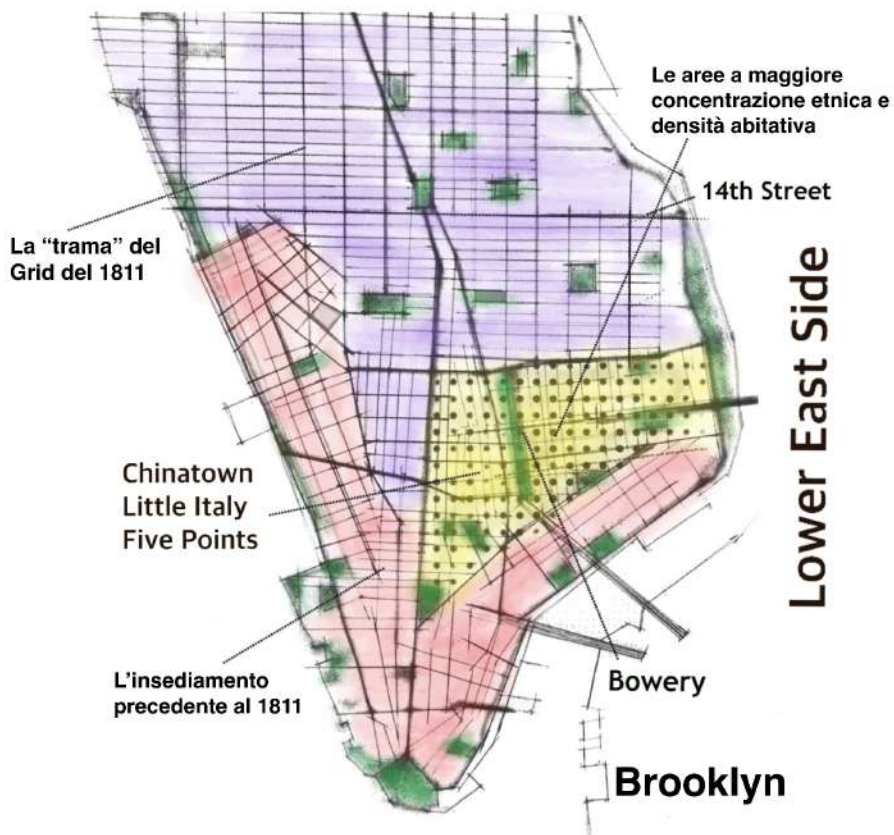 Le aree a maggiore
concentrazione etnica e
densità abitativa
14th Street
La “trama” del
Grid del 1811
Lower East Side
Chinatown
Little Italy
Five Points
L’insediamento
precedente al 1811
Bowery
Brooklyn